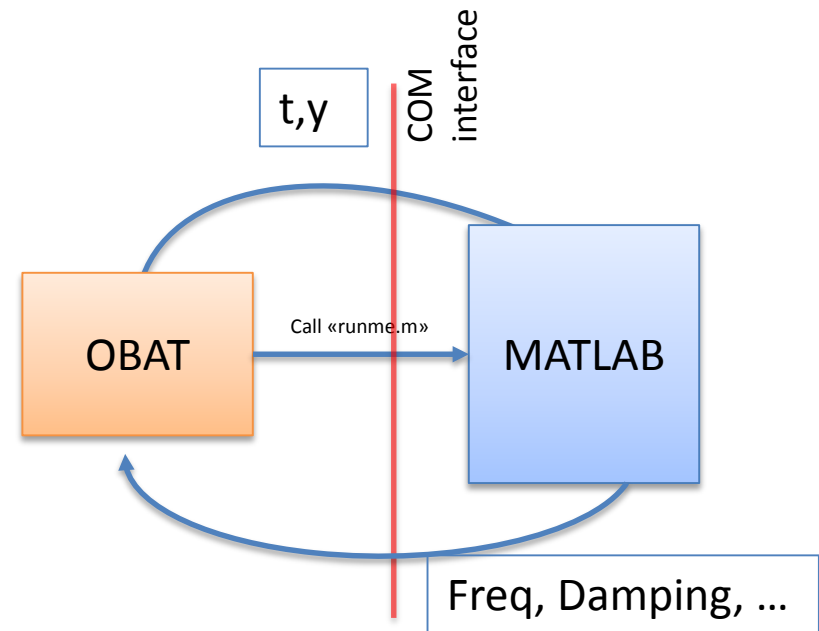 t,y
COM
interface
OBAT
Call «runme.m»
MATLAB
Freq, Damping, …